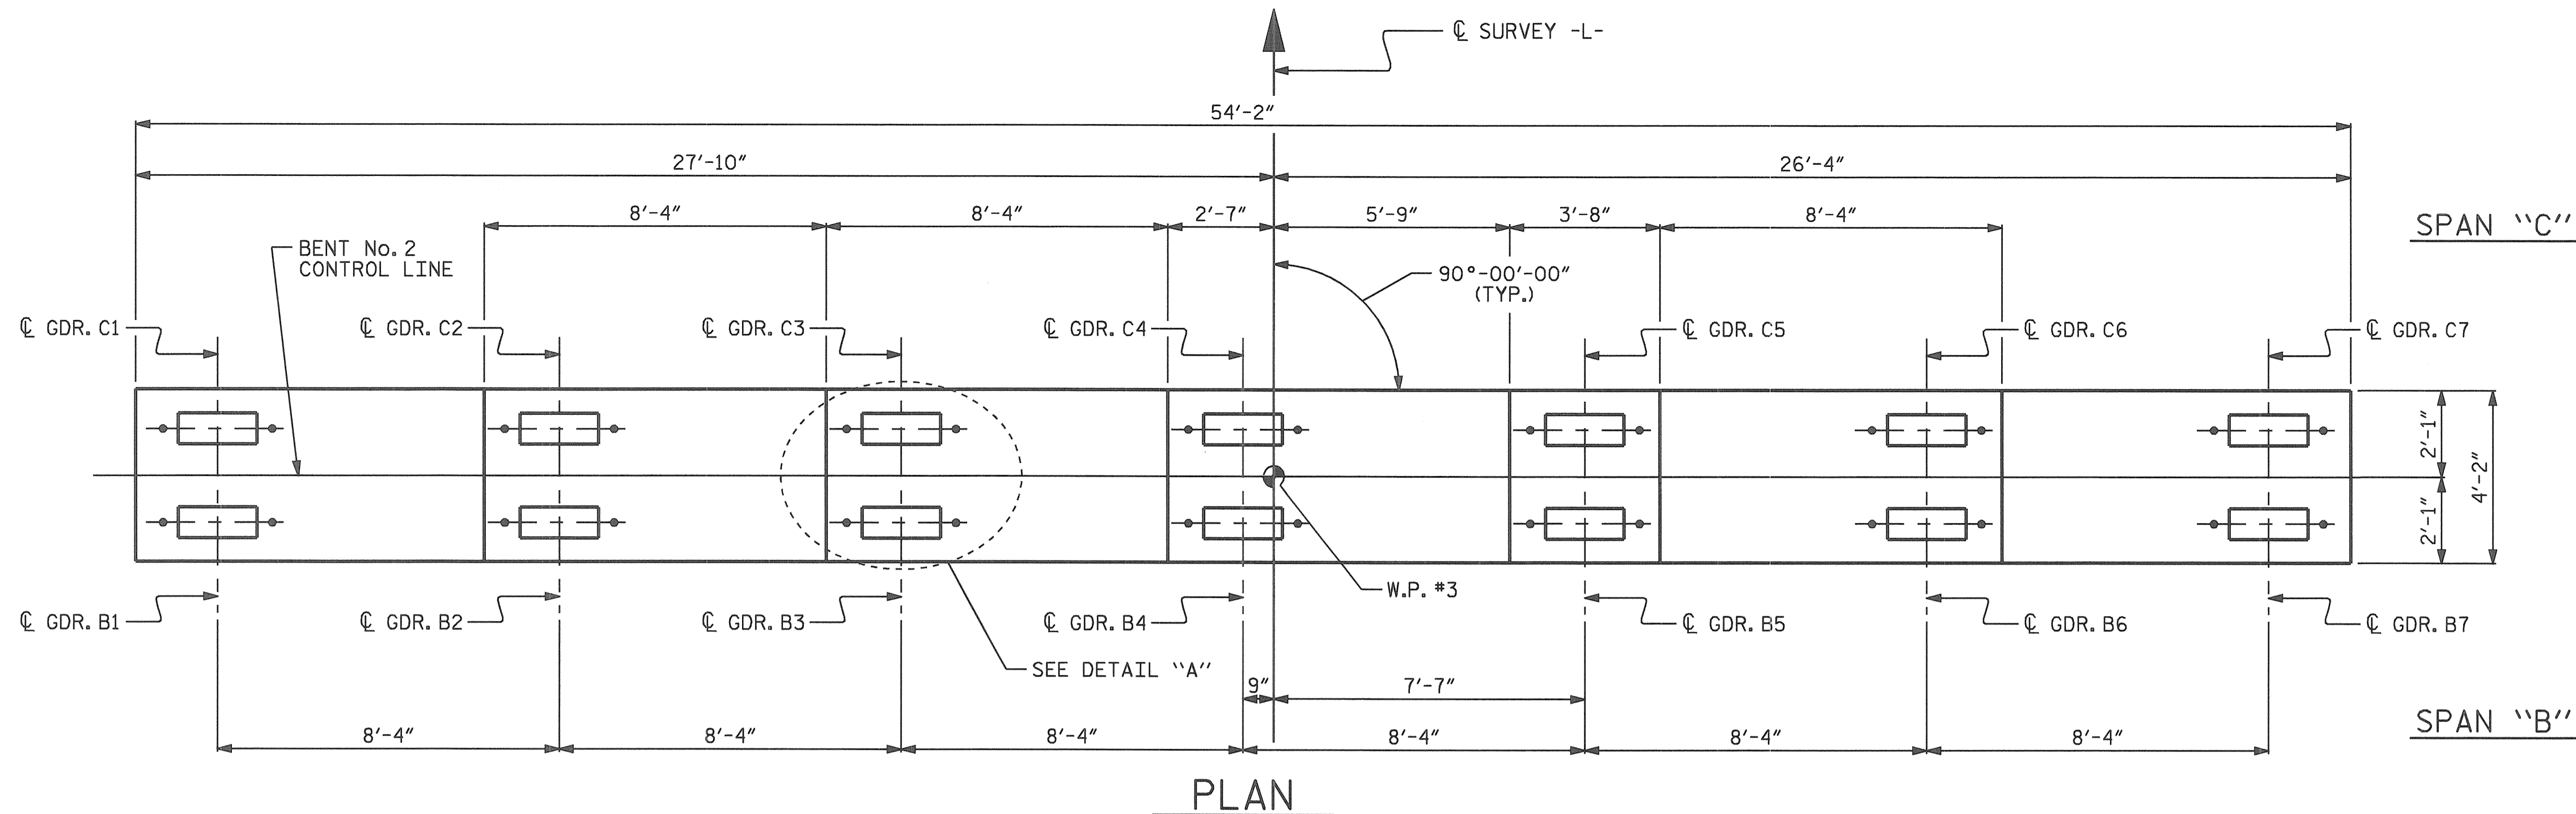 ℄ SURVEY -L-
54'-2"
27'-10"
26'-4"
8'-4"
8'-4"
2'-7"
5'-9"
3'-8"
8'-4"
SPAN "C"
BENT No. 2
CONTROL LINE
90°-00'-00"
(TYP.)
℄ GDR. C1
℄ GDR. C2
℄ GDR. C3
℄ GDR. C4
℄ GDR. C5
℄ GDR. C6
℄ GDR. C7
2'-1"
2'-1"
4'-2"
W.P. #3
℄ GDR. B1
℄ GDR. B2
℄ GDR. B3
℄ GDR. B4
℄ GDR. B5
℄ GDR. B6
℄ GDR. B7
SEE DETAIL "A"
9"
7'-7"
8'-4"
8'-4"
8'-4"
8'-4"
8'-4"
8'-4"
SPAN "B"
PLAN